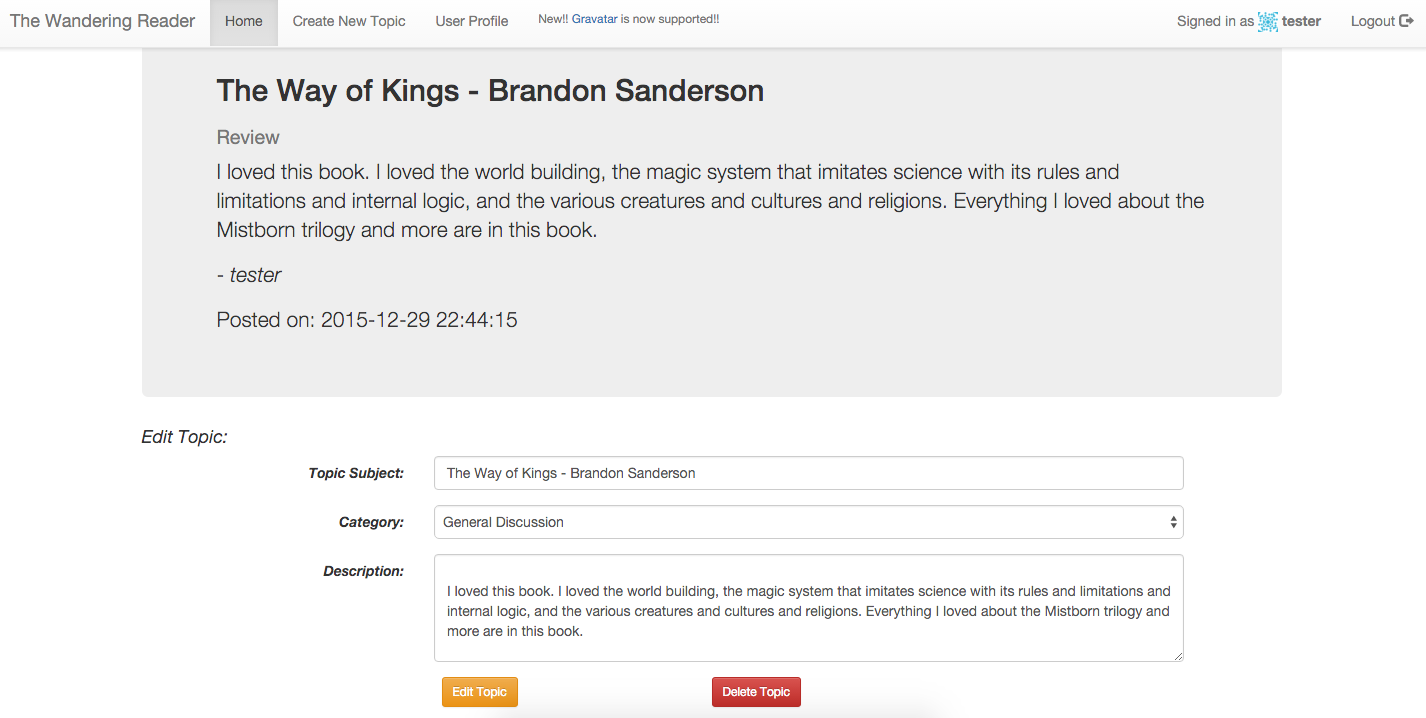 The Wandering Reader Home Create New Topic User Profile New!! Gravatar is now supported!! Signed in as tester Logout
The Way of Kings - Brandon Sanderson
Review
I loved this book. I loved the world building, the magic system that imitates science with its rules and
limitations and internal logic, and the various creatures and cultures and religions. Everything I loved about the
Mistborn trilogy and more are in this book.
- tester
Posted on: 2015-12-29 22:44:15
Edit Topic:
Topic Subject: The Way of Kings - Brandon Sanderson
Category: General Discussion
Description:
I loved this book. I loved the world building, the magic system that imitates science with its rules and limitations and
internal logic, and the various creatures and cultures and religions. Everything I loved about the Mistborn trilogy and
more are in this book.
Edit Topic Delete Topic